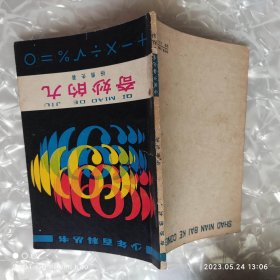 + - × ÷ √ % = ○
奇妙的九
QI MIAO DE JIU
少年百科丛书
SHAO NIAN BAI KE CONG
2023.05.24 13:06